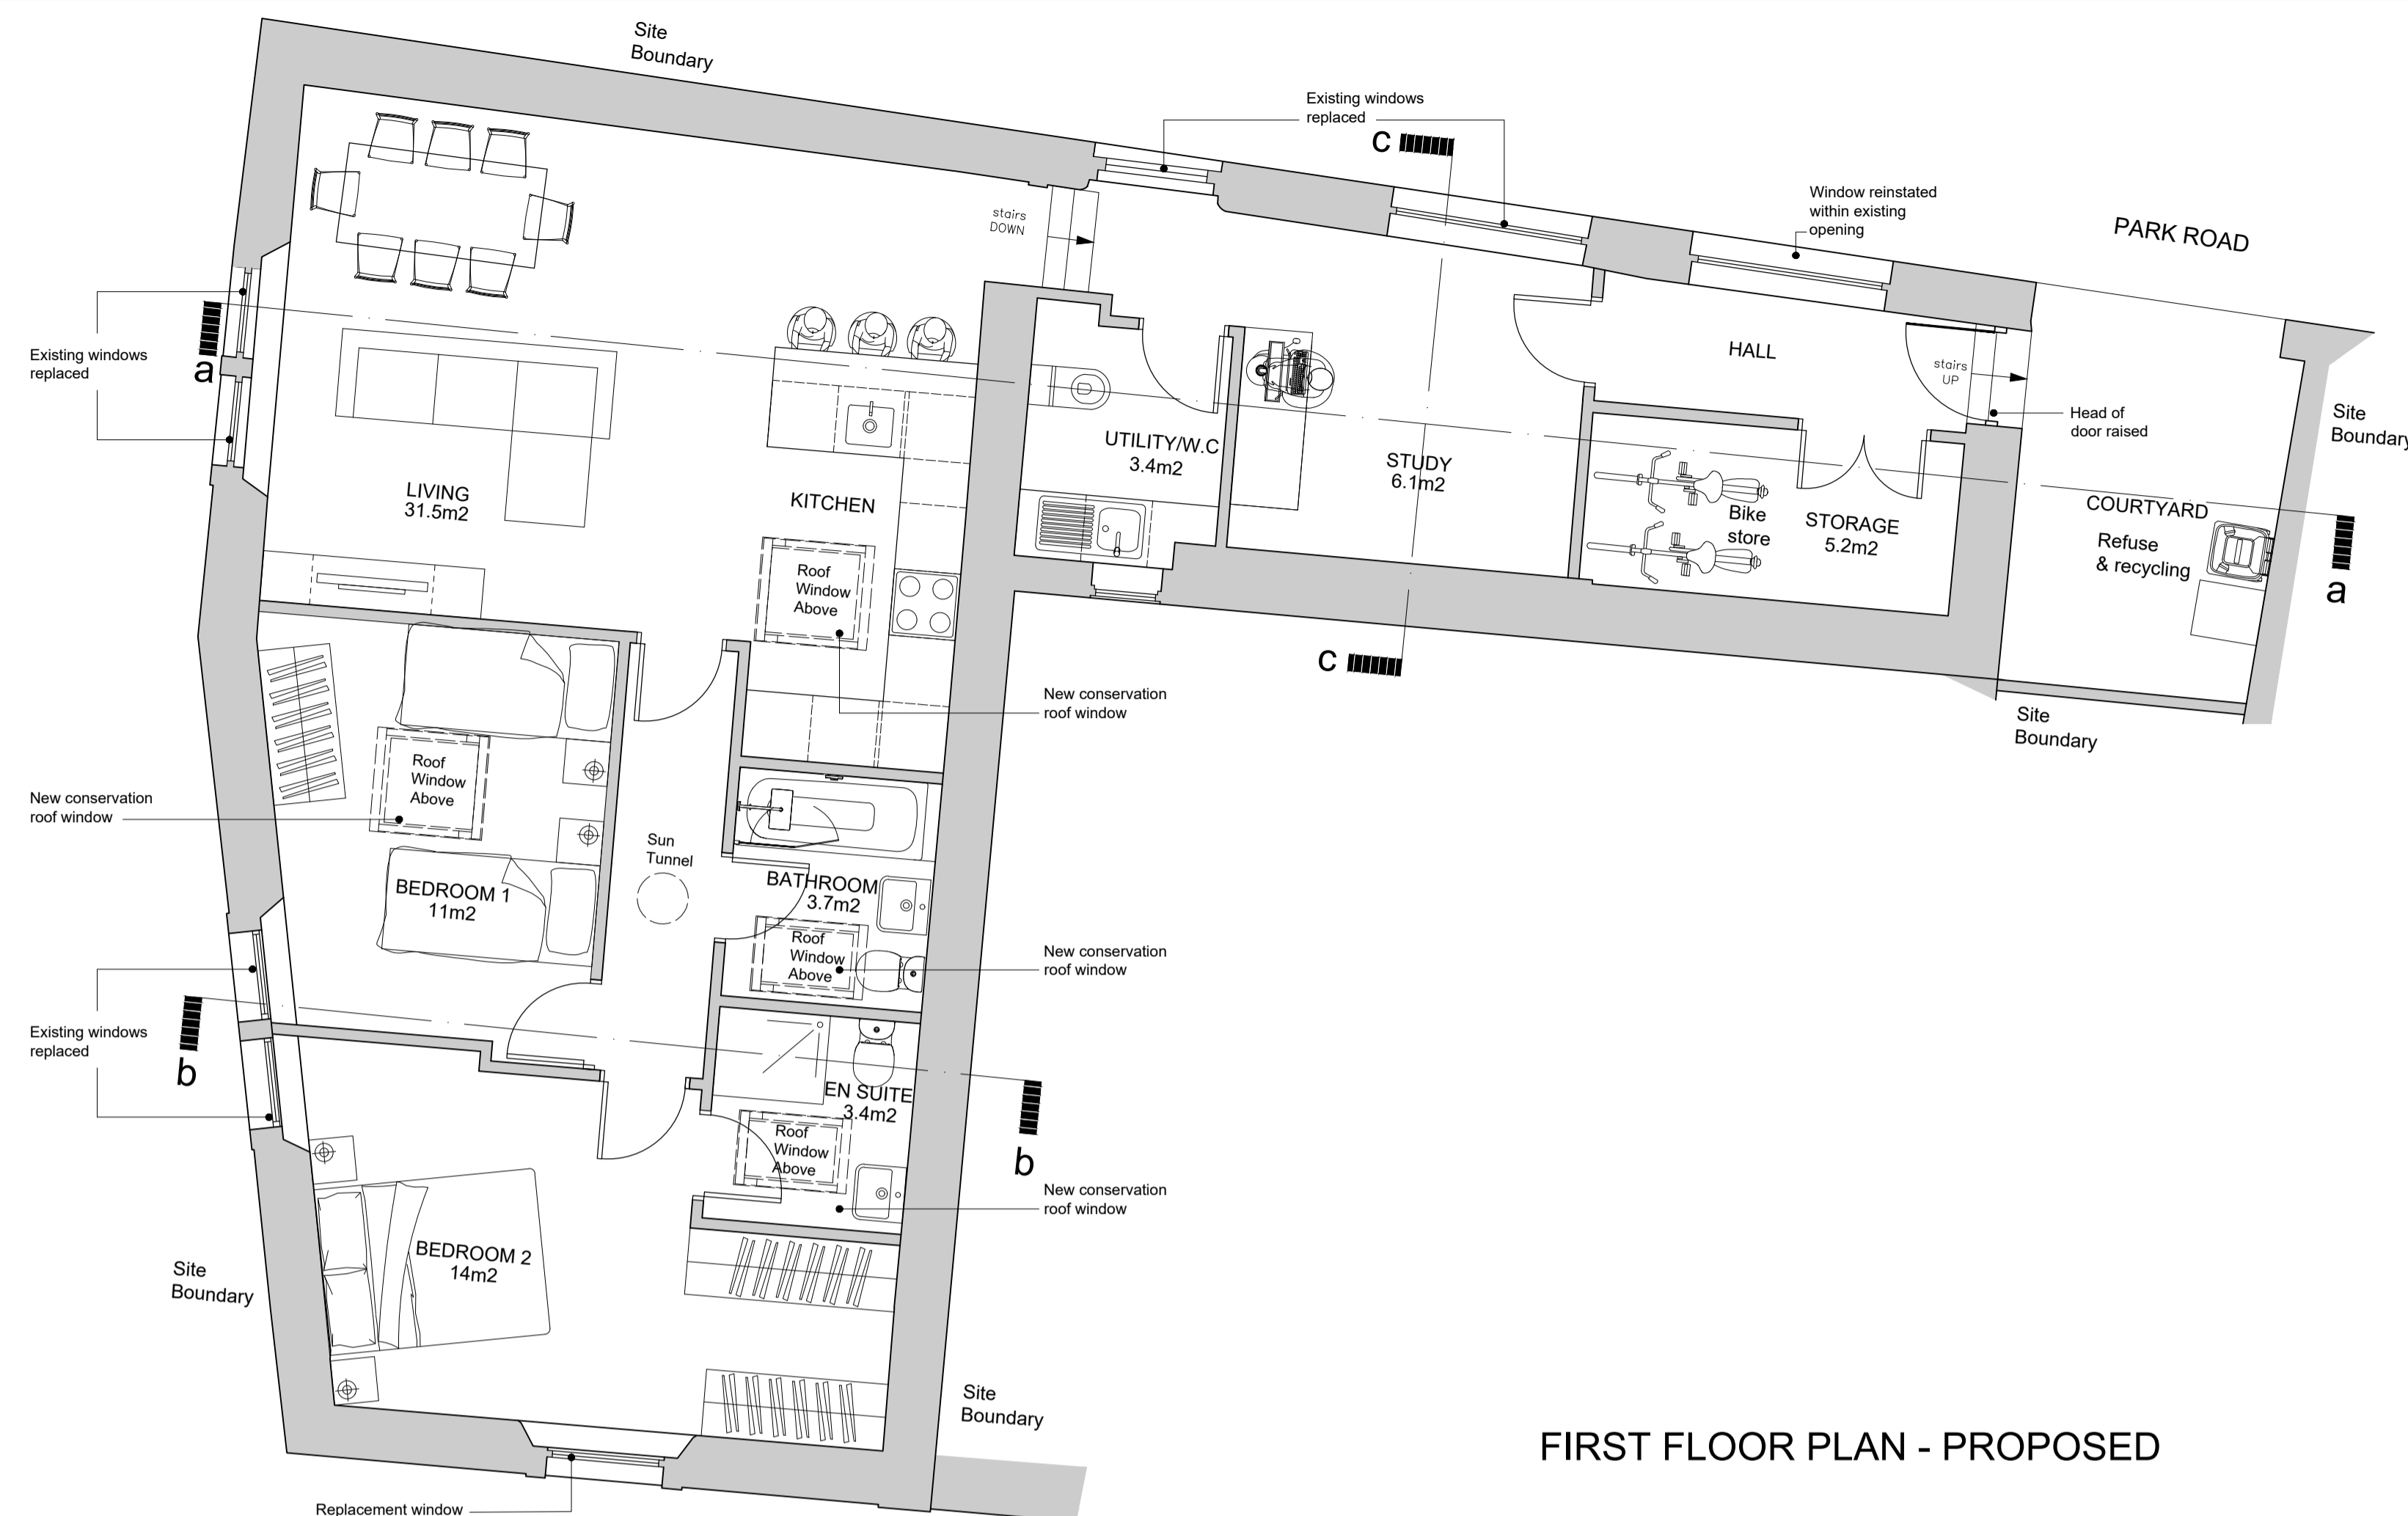 Site
Boundary
Existing windows
replaced
c
Window reinstated
within existing
opening
PARK ROAD
stairs
DOWN
Existing windows
replaced
a
HALL
stairs
UP
Head of
door raised
Site
Boundary
UTILITY/W.C
3.4m2
STUDY
6.1m2
LIVING
31.5m2
KITCHEN
Bike
store
STORAGE
5.2m2
COURTYARD
Refuse
& recycling
a
Roof
Window
Above
c
New conservation
roof window
Site
Boundary
Roof
Window
Above
New conservation
roof window
Sun
Tunnel
BEDROOM 1
11m2
BATHROOM
3.7m2
Roof
Window
Above
New conservation
roof window
Existing windows
replaced
b
EN SUITE
3.4m2
Roof
Window
Above
b
New conservation
roof window
BEDROOM 2
14m2
Site
Boundary
Site
Boundary
FIRST FLOOR PLAN - PROPOSED
Replacement window